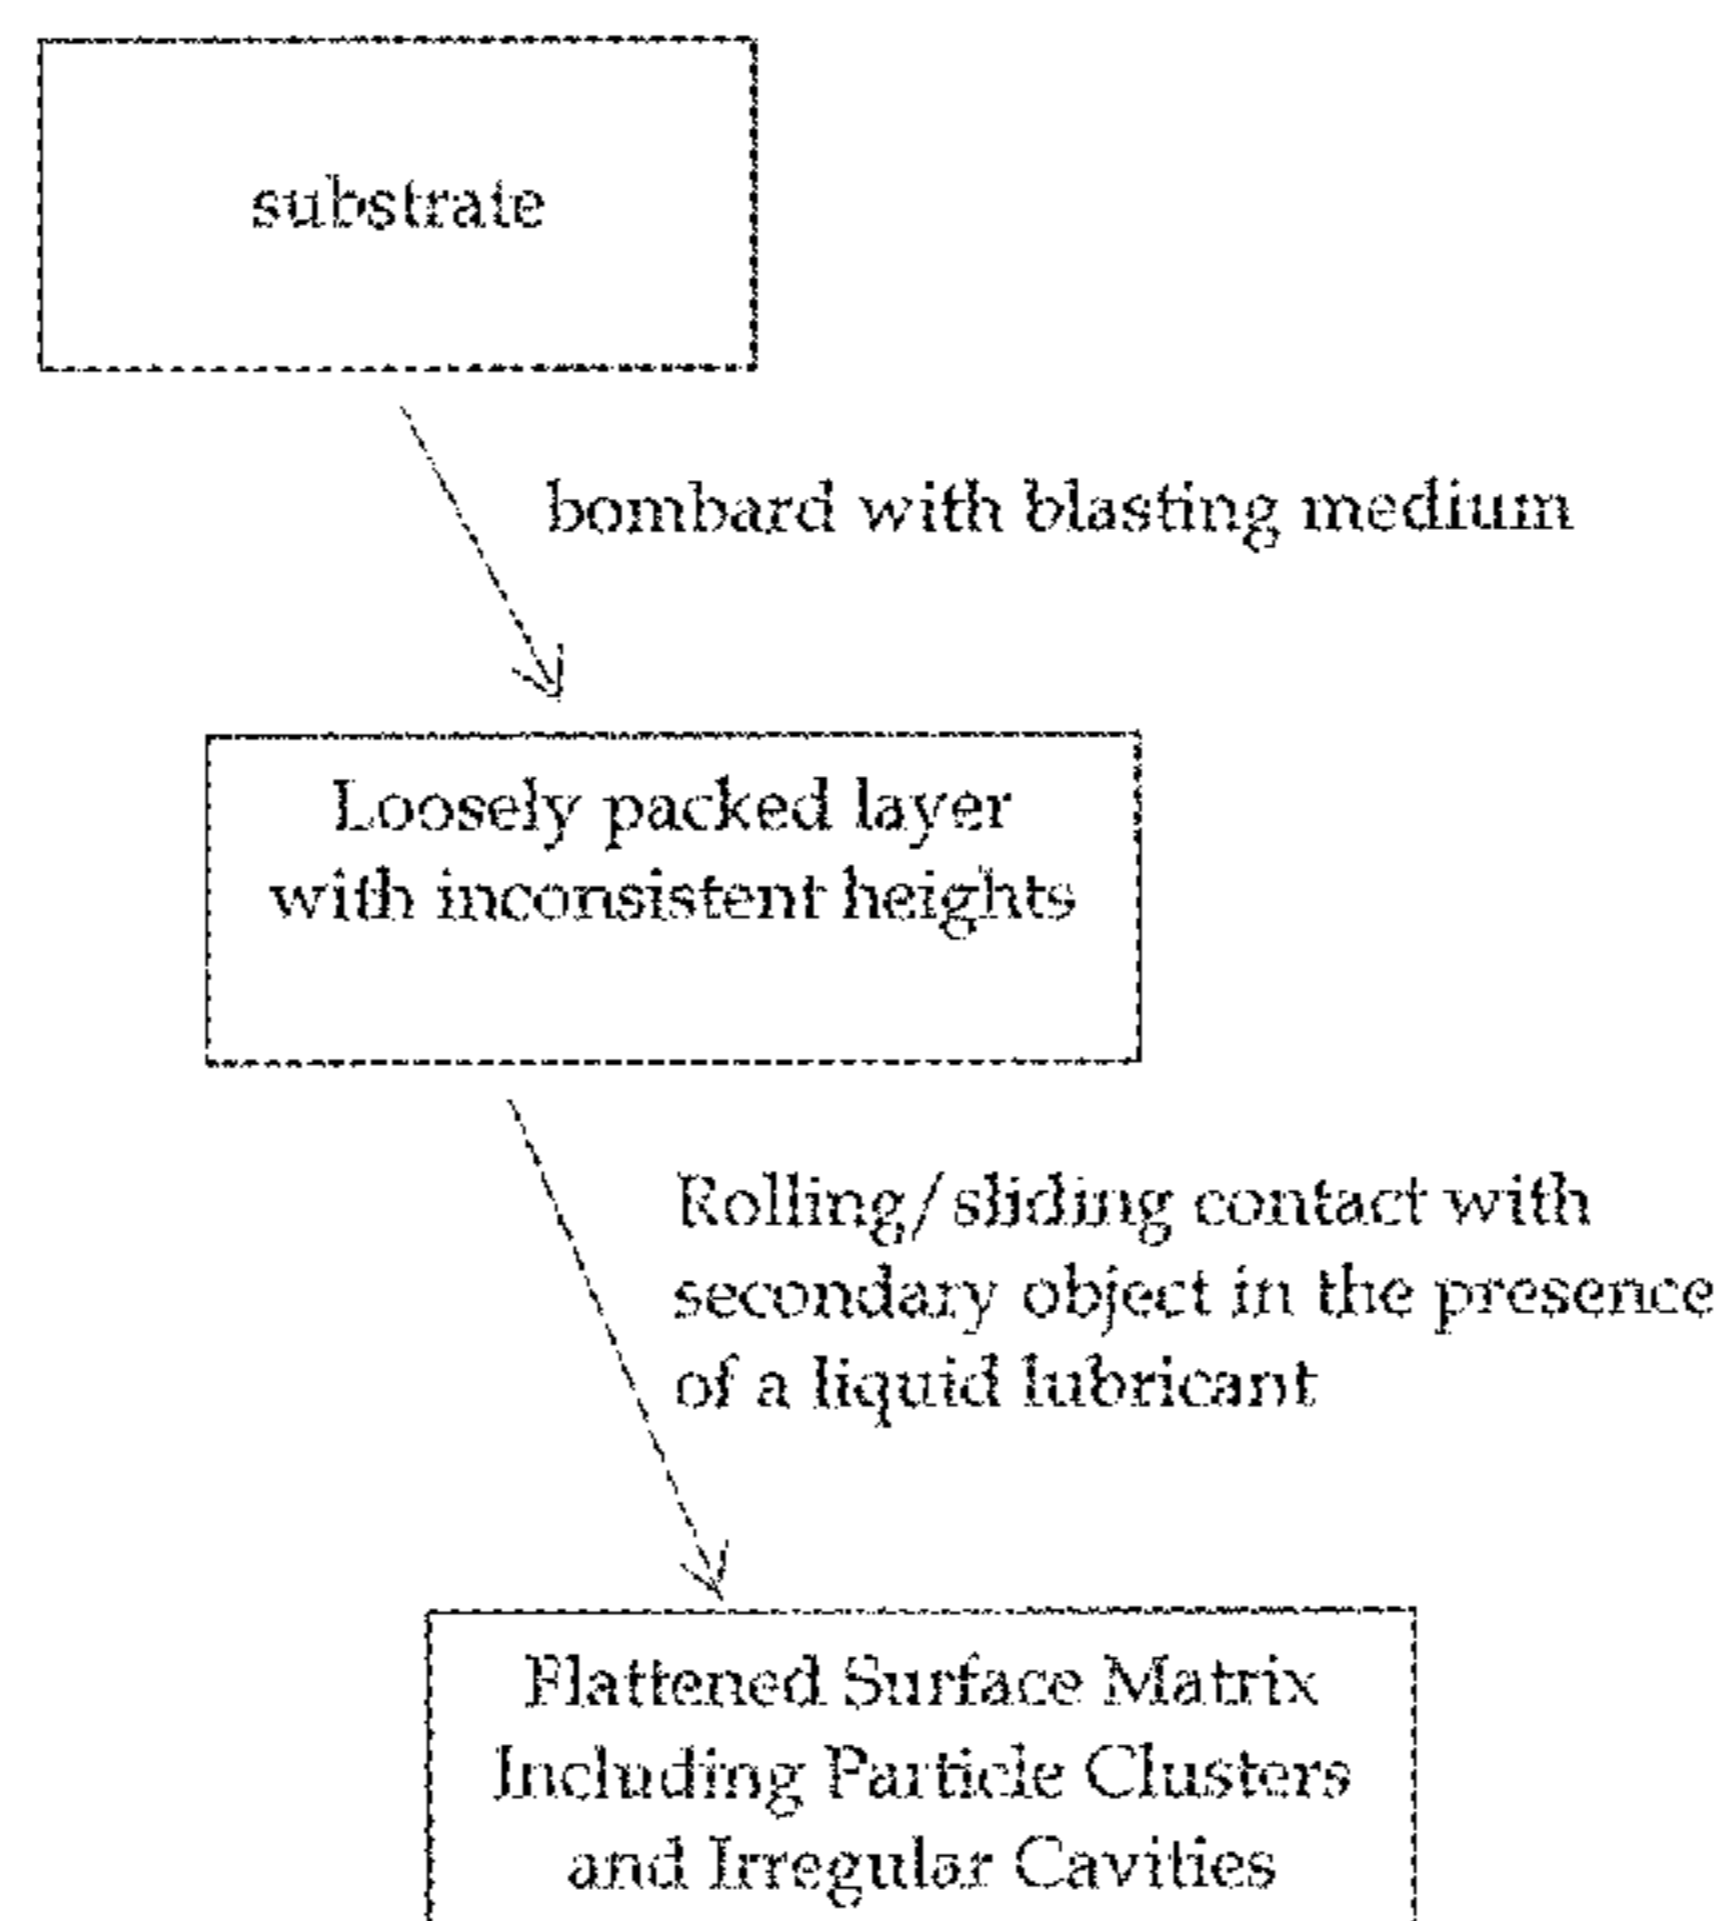 substrate
bombard with blasting medium
Loosely packed layer
with inconsistent heights
Rolling/sliding contact with
secondary object in the presence
of a liquid lubricant
Flattened Surface Matrix
Including Particle Clusters
and Irregular Cavities